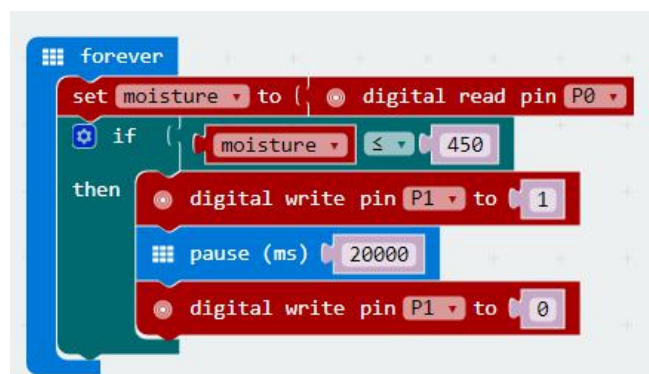 forever
set moisture to digital read pin P0
if moisture ≤ 450
then digital write pin P1 to 1
pause (ms) 20000
digital write pin P1 to 0